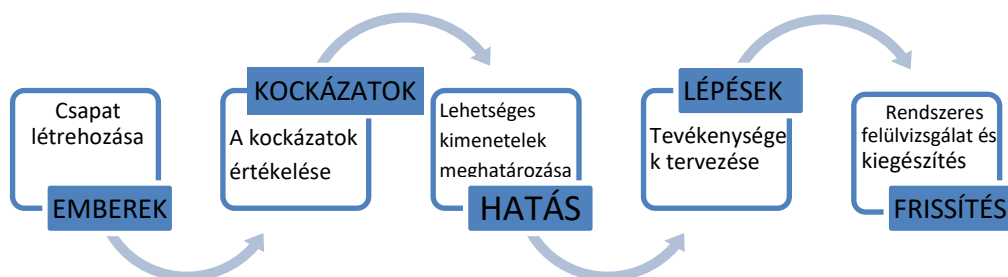 Csapat
létrehozása
EMBEREK
KOCKÁZATOK
A kockázatok
értékelése
Lehetséges
kimenetelek
meghatározása
HATÁS
LÉPÉSEK
Tevékenysége
k tervezése
Rendszeres
felülvizsgálat és
kiegészítés
FRISSÍTÉS